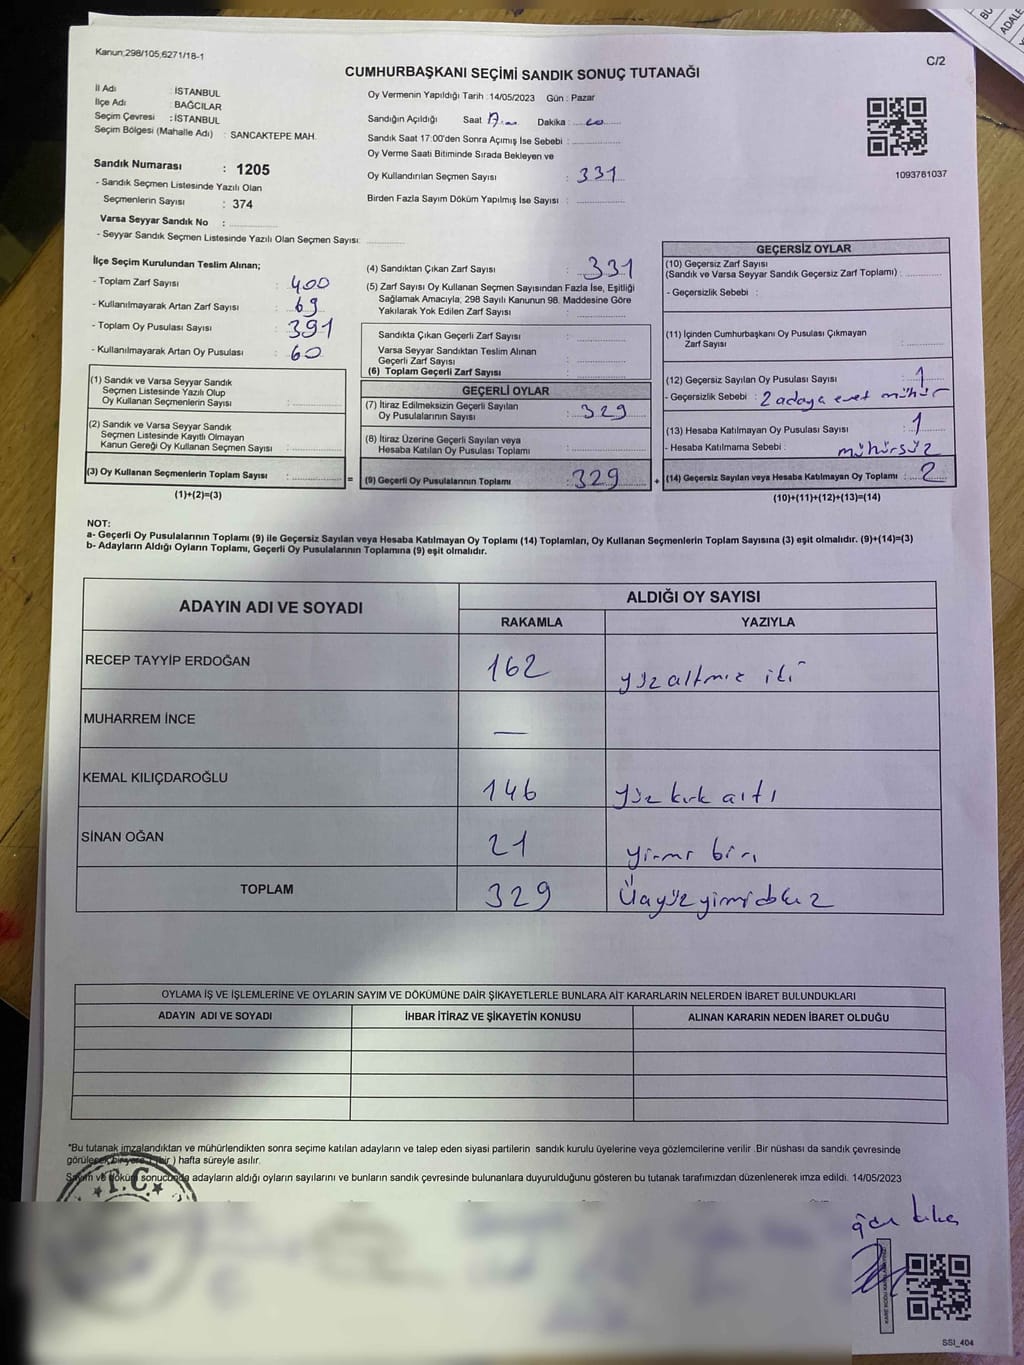 Kanun:298/105,6271/18-1
C/2
CUMHURBAŞKANI SEÇİMİ SANDIK SONUÇ TUTANAĞI
İl Adı : İSTANBUL
İlçe Adı : BAĞCILAR
Seçim Çevresi : İSTANBUL
Seçim Bölgesi (Mahalle Adı) : SANCAKTEPE MAH.
Sandık Numarası : 1205
- Sandık Seçmen Listesinde Yazılı Olan
Seçmenlerin Sayısı : 374
Varsa Seyyar Sandık No :
- Seyyar Sandık Seçmen Listesinde Yazılı Olan Seçmen Sayısı:
Oy Vermenin Yapıldığı Tarih :14/05/2023 Gün : Pazar
Sandığın Açıldığı Saat 17:00 Dakika : 00
Sandık Saat 17:00'den Sonra Açımış İse Sebebi :
Oy Verme Saati Bitiminde Sırada Bekleyen ve
Oy Kullandırılan Seçmen Sayısı : 331
Birden Fazla Sayım Döküm Yapılmış İse Sayısı :
1093781037
İlçe Seçim Kurulundan Teslim Alınan;
- Toplam Zarf Sayısı : 400
- Kullanılmayarak Artan Zarf Sayısı : 69
- Toplam Oy Pusulası Sayısı : 391
- Kullanılmayarak Artan Oy Pusulası : 60
(1) Sandık ve Varsa Seyyar Sandık
Seçmen Listesinde Yazılı Olup
Oy Kullanan Seçmenlerin Sayısı :
(2) Sandık ve Varsa Seyyar Sandık
Seçmen Listesinde Kayıtlı Olmayan
Kanun Gereği Oy Kullanan Seçmen Sayısı :
(3) Oy Kullanan Seçmenlerin Toplam Sayısı :
(1)+(2)=(3)
(4) Sandıktan Çıkan Zarf Sayısı : 331
(5) Zarf Sayısı Oy Kullanan Seçmen Sayısından Fazla İse, Eşitliği
Sağlamak Amacıyla, 298 Sayılı Kanunun 98. Maddesine Göre
Yakılarak Yok Edilen Zarf Sayısı :
Sandıkta Çıkan Geçerli Zarf Sayısı :
Varsa Seyyar Sandıktan Teslim Alınan
Geçerli Zarf Sayısı :
(6) Toplam Geçerli Zarf Sayısı :
GEÇERLİ OYLAR
(7) İtiraz Edilmeksizin Geçerli Sayılan
Oy Pusulalarının Sayısı : 329
(8) İtiraz Üzerine Geçerli Sayılan veya
Hesaba Katılan Oy Pusulası Toplamı :
= (9) Geçerli Oy Pusulalarının Toplamı : 329 +
GEÇERSİZ OYLAR
(10) Geçersiz Zarf Sayısı
(Sandık ve Varsa Seyyar Sandık Geçersiz Zarf Toplamı) :
- Geçersizlik Sebebi :
(11) İçinden Cumhurbaşkanı Oy Pusulası Çıkmayan
Zarf Sayısı :
(12) Geçersiz Sayılan Oy Pusulası Sayısı : 1
- Geçersizlik Sebebi : 2 adaya evet mühür
(13) Hesaba Katılmayan Oy Pusulası Sayısı : 1
- Hesaba Katılmama Sebebi : mühürsüz
(14) Geçersiz Sayılan veya Hesaba Katılmayan Oy Toplamı : 2
(10)+(11)+(12)+(13)=(14)
NOT:
a- Geçerli Oy Pusulalarının Toplamı (9) ile Geçersiz Sayılan veya Hesaba Katılmayan Oy Toplamı (14) Toplamları, Oy Kullanan Seçmenlerin Toplam Sayısına (3) eşit olmalıdır. (9)+(14)=(3)
b- Adayların Aldığı Oyların Toplamı, Geçerli Oy Pusulalarının Toplamına (9) eşit olmalıdır.
ADAYIN ADI VE SOYADI
ALDIĞI OY SAYISI
RAKAMLA YAZIYLA
RECEP TAYYİP ERDOĞAN 162 yüz altmış iki
MUHARREM İNCE —
KEMAL KILIÇDAROĞLU 146 yüz kırk altı
SİNAN OĞAN 21 yirmi bir
TOPLAM 329
OYLAMA İŞ VE İŞLEMLERİNE VE OYLARIN SAYIM VE DÖKÜMÜNE DAİR ŞİKAYETLERLE BUNLARA AİT KARARLARIN NELERDEN İBARET BULUNDUKLARI
ADAYIN ADI VE SOYADI İHBAR İTİRAZ VE ŞİKAYETİN KONUSU ALINAN KARARIN NEDEN İBARET OLDUĞU
*Bu tutanak imzalandıktan ve mühürlendikten sonra seçime katılan adayların ve talep eden siyasi partilerin sandık kurulu üyelerine veya gözlemcilerine verilir. Bir nüshası da sandık çevresinde
görülecek bir yere 1 ( bir ) hafta süreyle asılır.
Sayım ve döküm sonucunda adayların aldığı oyların sayılarını ve bunların sandık çevresinde bulunanlara duyurulduğunu gösteren bu tutanak tarafımızdan düzenlenerek imza edildi. 14/05/2023
T.C.
SSI_404